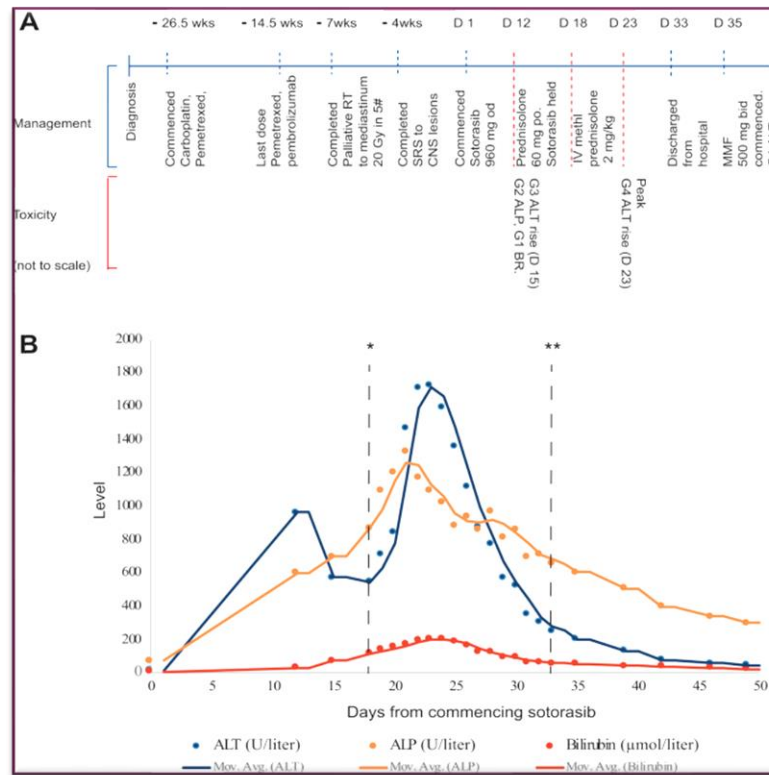 A
- 26.5 wks
- 14.5 wks
- 7wks
- 4wks
D 1
D 12
D 18
D 23
D 33
D 35
Management
Diagnosis
Commenced
Carboplatin,
Pemetrexed,
Last dose
Pemetrexed,
pembrolizumab
Completed
Palliative RT
to mediastinum
20 Gy in 5#
Completed
SRS to
CNS lesions
Commenced
Sotorasib
960 mg od
Prednisolone
60 mg po.
Sotorasib held
IV methl
prednisolone
2 mg/kg
Discharged
from
hospital
MMF
500 mg bid
commenced.
Toxicity
(not to scale)
G3 ALT rise (D 15)
G2 ALP, G1 BR.
Peak
G4 ALT rise (D 23)
B
*
**
2000
1800
1600
1400
1200
1000
800
600
400
200
0
Level
0
5
10
15
20
25
30
35
40
45
50
Days from commencing sotorasib
ALT (U/liter)
ALP (U/liter)
Bilirubin (µmol/liter)
Mov. Avg. (ALT)
Mov. Avg. (ALP)
Mov. Avg. (Bilirubin)